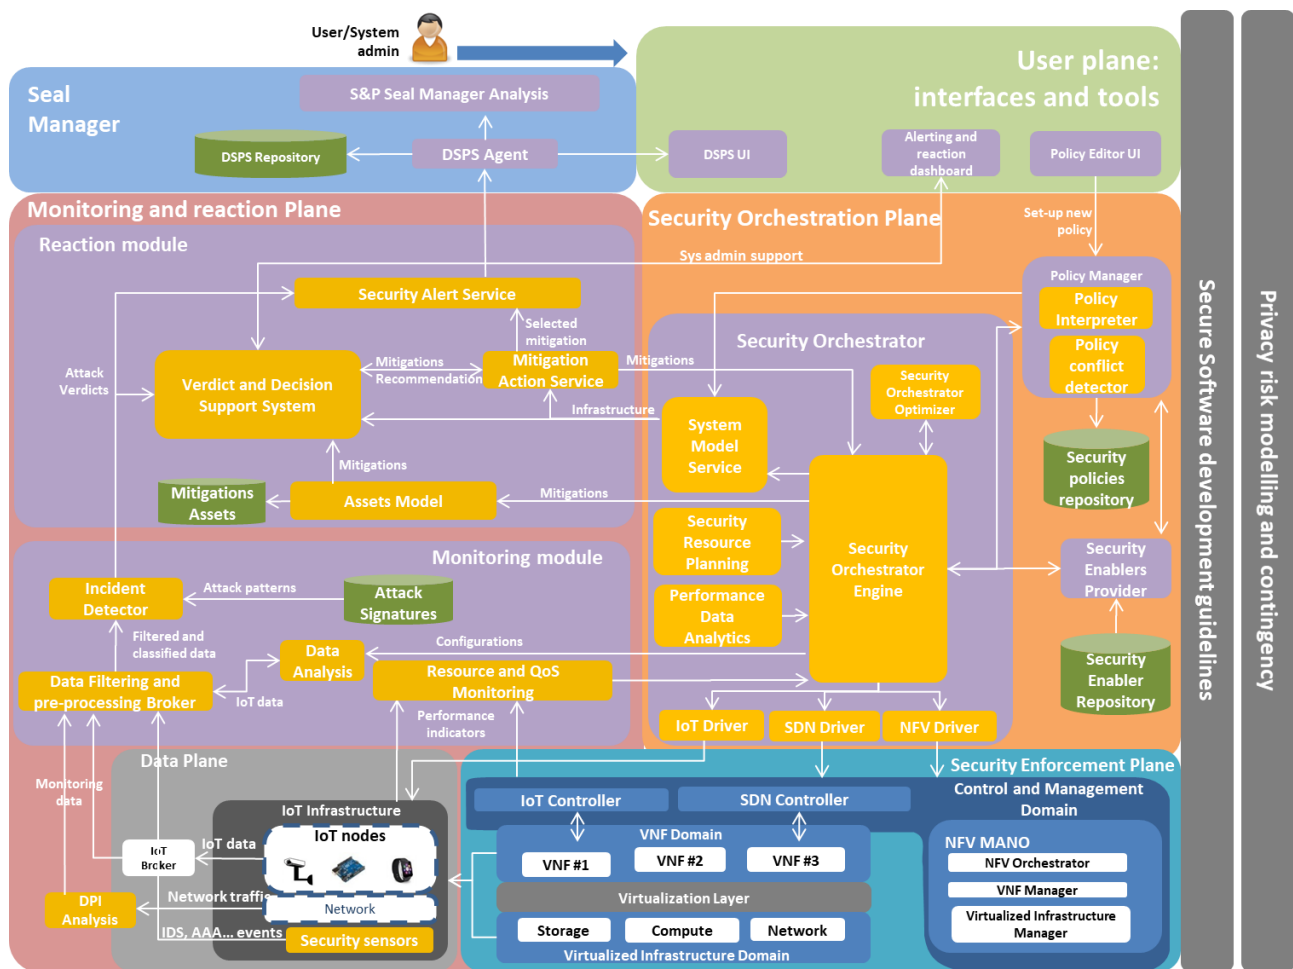 User/System
admin
Seal
Manager
S&P Seal Manager Analysis
DSPS Repository
DSPS Agent
User plane:
interfaces and tools
DSPS UI
Alerting and
reaction
dashboard
Policy Editor UI
Monitoring and reaction Plane
Reaction module
Security Orchestration Plane
Set-up new
policy
Sys admin support
Security Alert Service
Selected
mitigation
Attack
Verdicts
Verdict and Decision
Support System
Mitigations
Recommendation
Mitigation
Action Service
Mitigations
Infrastructure
Mitigations
Mitigations
Assets
Assets Model
Mitigations
Policy Manager
Policy
Interpreter
Policy
conflict
detector
Security Orchestrator
Security
Orchestrator
Optimizer
System
Model
Service
Security
policies
repository
Security
Resource
Planning
Security
Orchestrator
Engine
Performance
Data
Analytics
Security
Enablers
Provider
Security
Enabler
Repository
IoT Driver
SDN Driver
NFV Driver
Monitoring module
Incident
Detector
Attack patterns
Attack
Signatures
Filtered and
classified data
Configurations
Data
Analysis
Data Filtering and
pre-processing Broker
IoT data
Resource and QoS
Monitoring
Performance
indicators
Monitoring
data
Data Plane
IoT Infrastructure
IoT nodes
IoT
Broker
IoT data
Network traffic
Network
DPI
Analysis
IDS, AAA... events
Security sensors
Security Enforcement Plane
IoT Controller
SDN Controller
Control and Management
Domain
VNF Domain
VNF #1
VNF #2
VNF #3
Virtualization Layer
Storage
Compute
Network
Virtualized Infrastructure Domain
NFV MANO
NFV Orchestrator
VNF Manager
Virtualized Infrastructure
Manager
Secure Software development guidelines
Privacy risk modelling and contingency